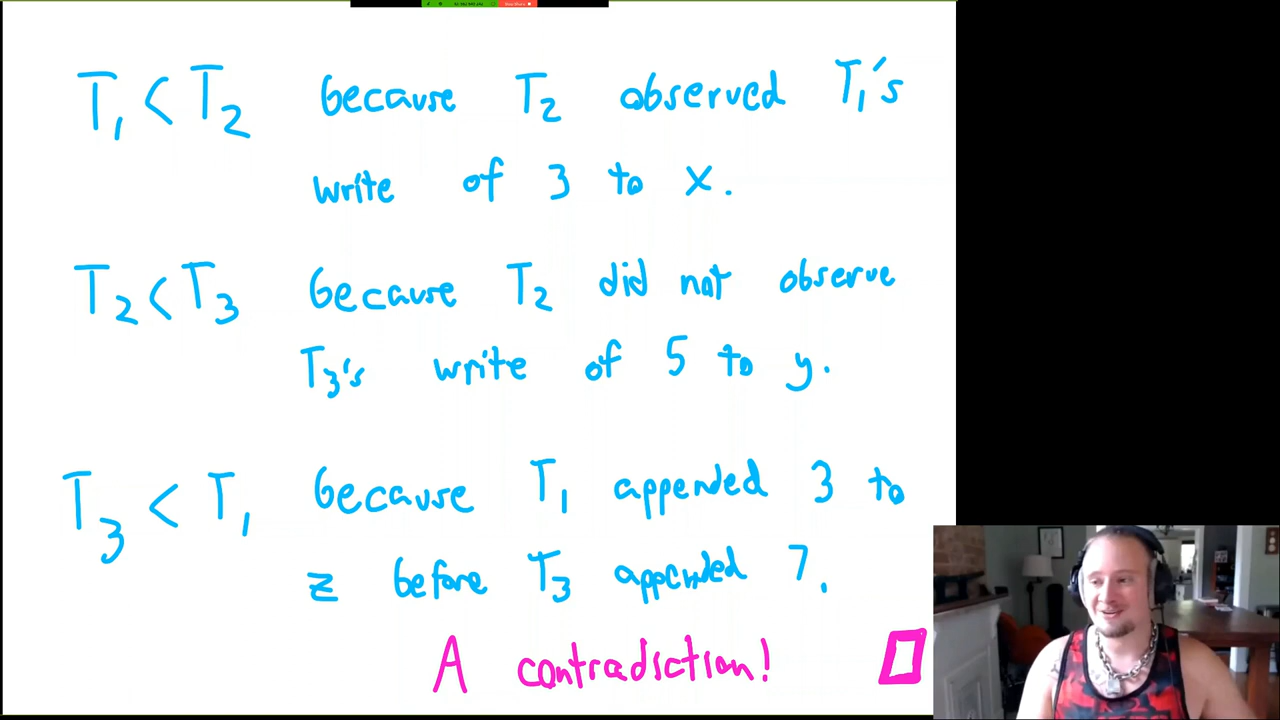 T₁ < T₂ because T₂ observed T₁'s
write of 3 to x.
T₂ < T₃ because T₂ did not observe
T₃'s write of 5 to y.
T₃ < T₁ because T₁ appended 3 to
z before T₃ appended 7.
A contradiction!